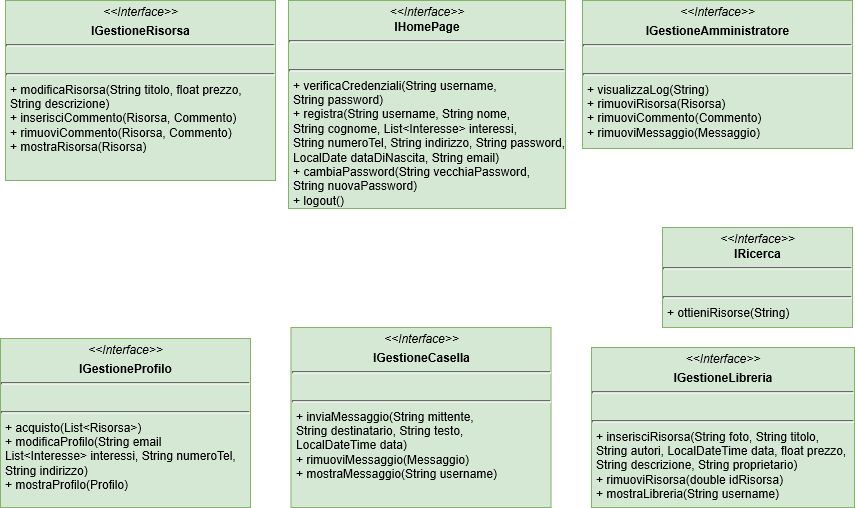 <<Interface>>
IGestioneRisorsa
+ modificaRisorsa(String titolo, float prezzo,
String descrizione)
+ inserisciCommento(Risorsa, Commento)
+ rimuoviCommento(Risorsa, Commento)
+ mostraRisorsa(Risorsa)
<<Interface>>
IHomePage
+ verificaCredenziali(String username,
String password)
+ registra(String username, String nome,
String cognome, List<Interesse> interessi,
String numeroTel, String indirizzo, String password,
LocalDate dataDiNascita, String email)
+ cambiaPassword(String vecchiaPassword,
String nuovaPassword)
+ logout()
<<Interface>>
IGestioneAmministratore
+ visualizzaLog(String)
+ rimuoviRisorsa(Risorsa)
+ rimuoviCommento(Commento)
+ rimuoviMessaggio(Messaggio)
<<Interface>>
IRicerca
+ ottieniRisorse(String)
<<Interface>>
IGestioneProfilo
+ acquisto(List<Risorsa>)
+ modificaProfilo(String email
List<Interesse> interessi, String numeroTel,
String indirizzo)
+ mostraProfilo(Profilo)
<<Interface>>
IGestioneCasella
+ inviaMessaggio(String mittente,
String destinatario, String testo,
LocalDateTime data)
+ rimuoviMessaggio(Messaggio)
+ mostraMessaggio(String username)
<<Interface>>
IGestioneLibreria
+ inserisciRisorsa(String foto, String titolo,
String autori, LocalDateTime data, float prezzo,
String descrizione, String proprietario)
+ rimuoviRisorsa(double idRisorsa)
+ mostraLibreria(String username)